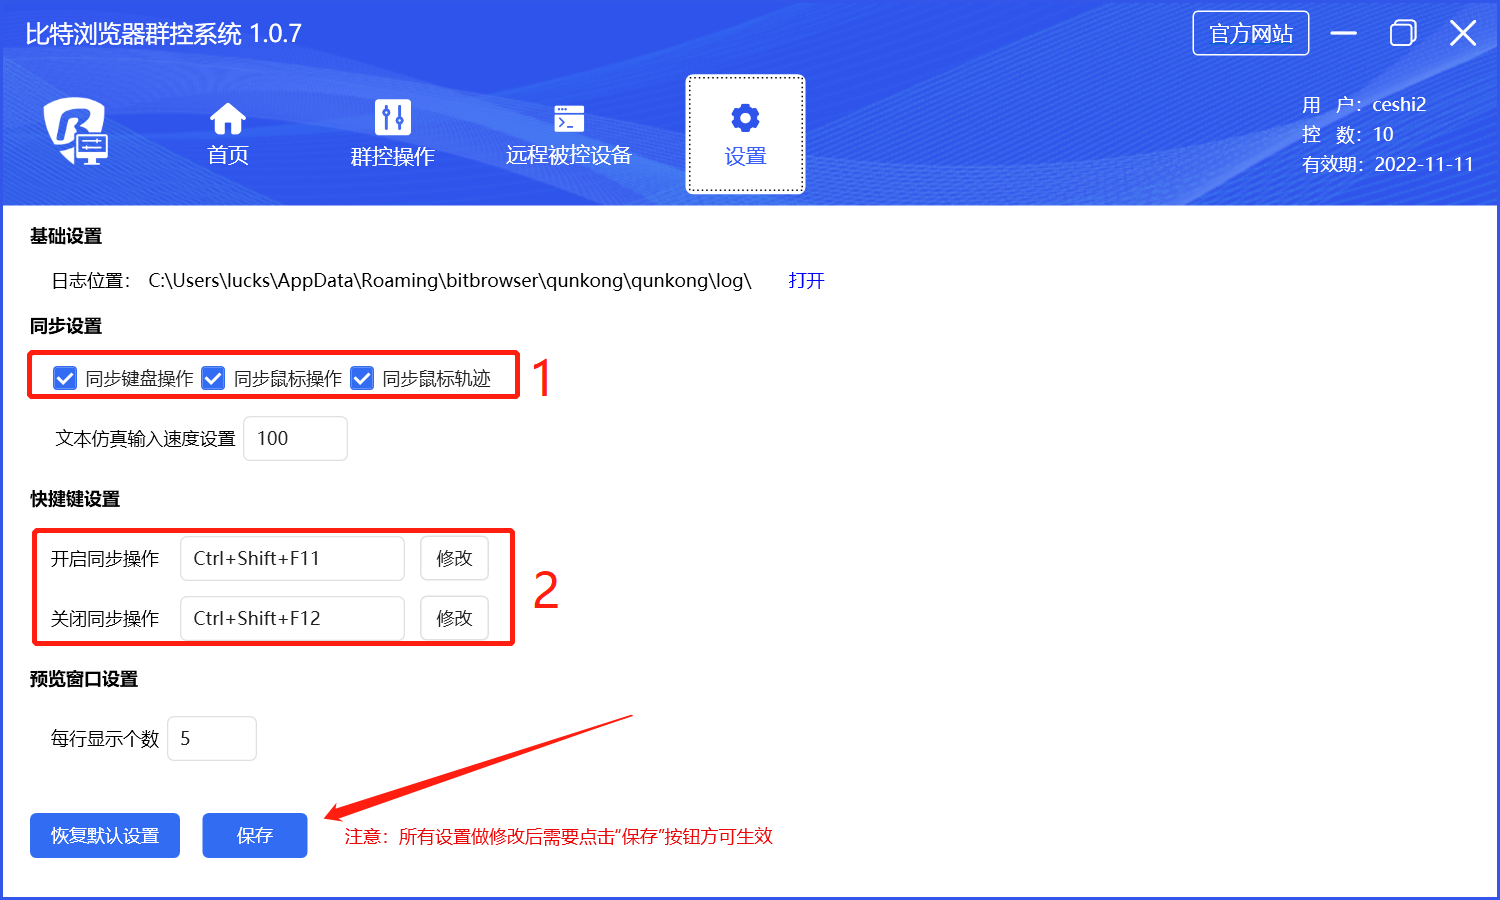 比特浏览器群控系统 1.0.7
官方网站
首页
群控操作
远程被控设备
设置
用 户：ceshi2
控 数：10
有效期：2022-11-11
基础设置
日志位置： C:\Users\lucks\AppData\Roaming\bitbrowser\qunkong\qunkong\log\ 打开
同步设置
同步键盘操作 同步鼠标操作 同步鼠标轨迹 1
文本仿真输入速度设置 100
快捷键设置
开启同步操作 Ctrl+Shift+F11 修改
2
关闭同步操作 Ctrl+Shift+F12 修改
预览窗口设置
每行显示个数 5
恢复默认设置 保存 注意：所有设置做修改后需要点击“保存”按钮方可生效